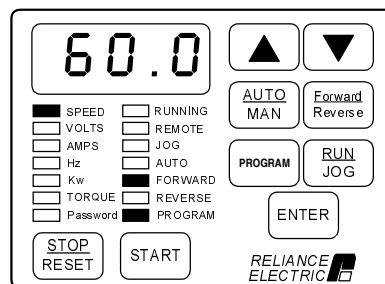 60.0
SPEED RUNNING
VOLTS REMOTE
AMPS JOG
Hz AUTO
Kw FORWARD
TORQUE REVERSE
Password PROGRAM
AUTO
MAN
Forward
Reverse
PROGRAM
RUN
JOG
ENTER
STOP
RESET
START
RELIANCE
ELECTRIC